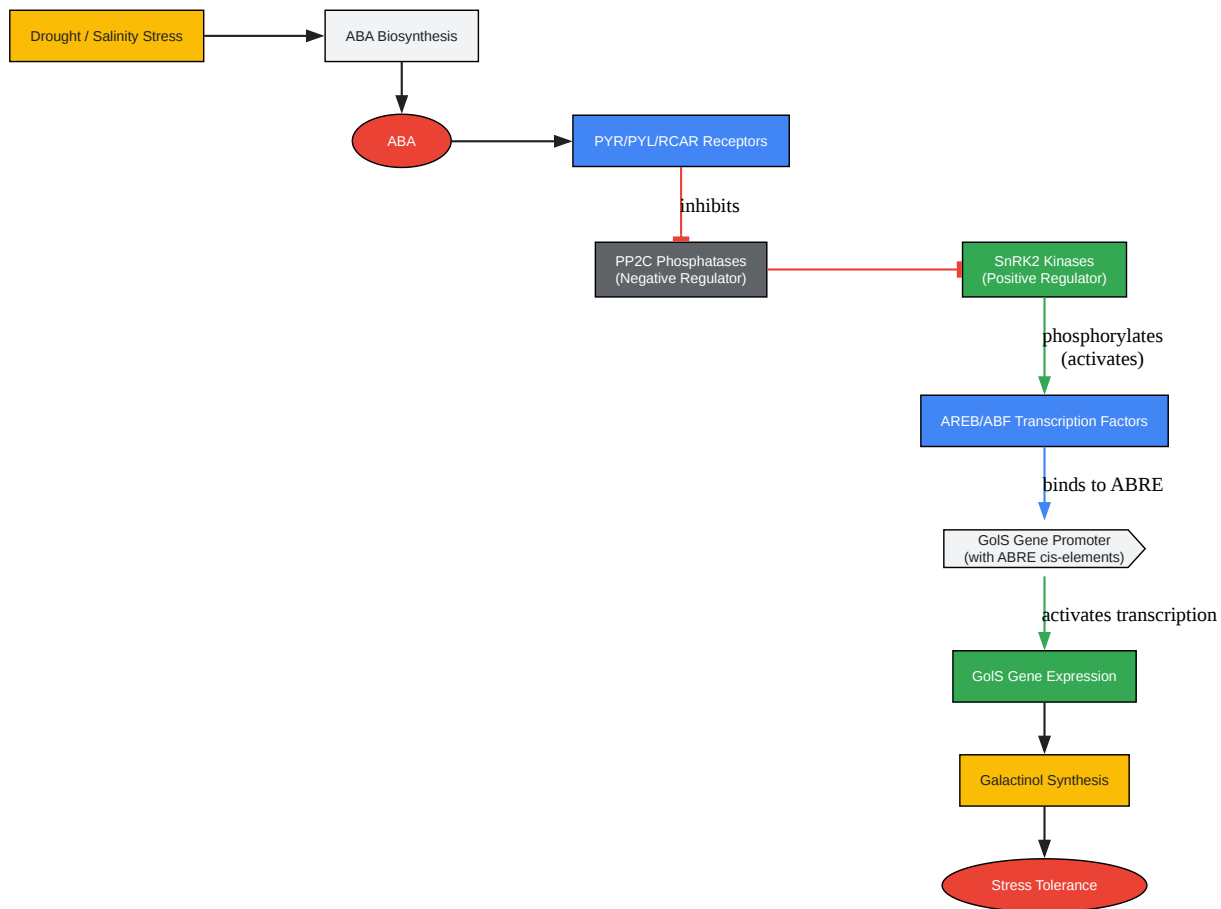 Drought / Salinity Stress
ABA Biosynthesis
ABA
PYR/PYL/RCAR Receptors
inhibits
PP2C Phosphatases
(Negative Regulator)
SnRK2 Kinases
(Positive Regulator)
phosphorylates
(activates)
AREB/ABF Transcription Factors
binds to ABRE
GolS Gene Promoter
(with ABRE cis-elements)
activates transcription
GolS Gene Expression
Galactinol Synthesis
Stress Tolerance